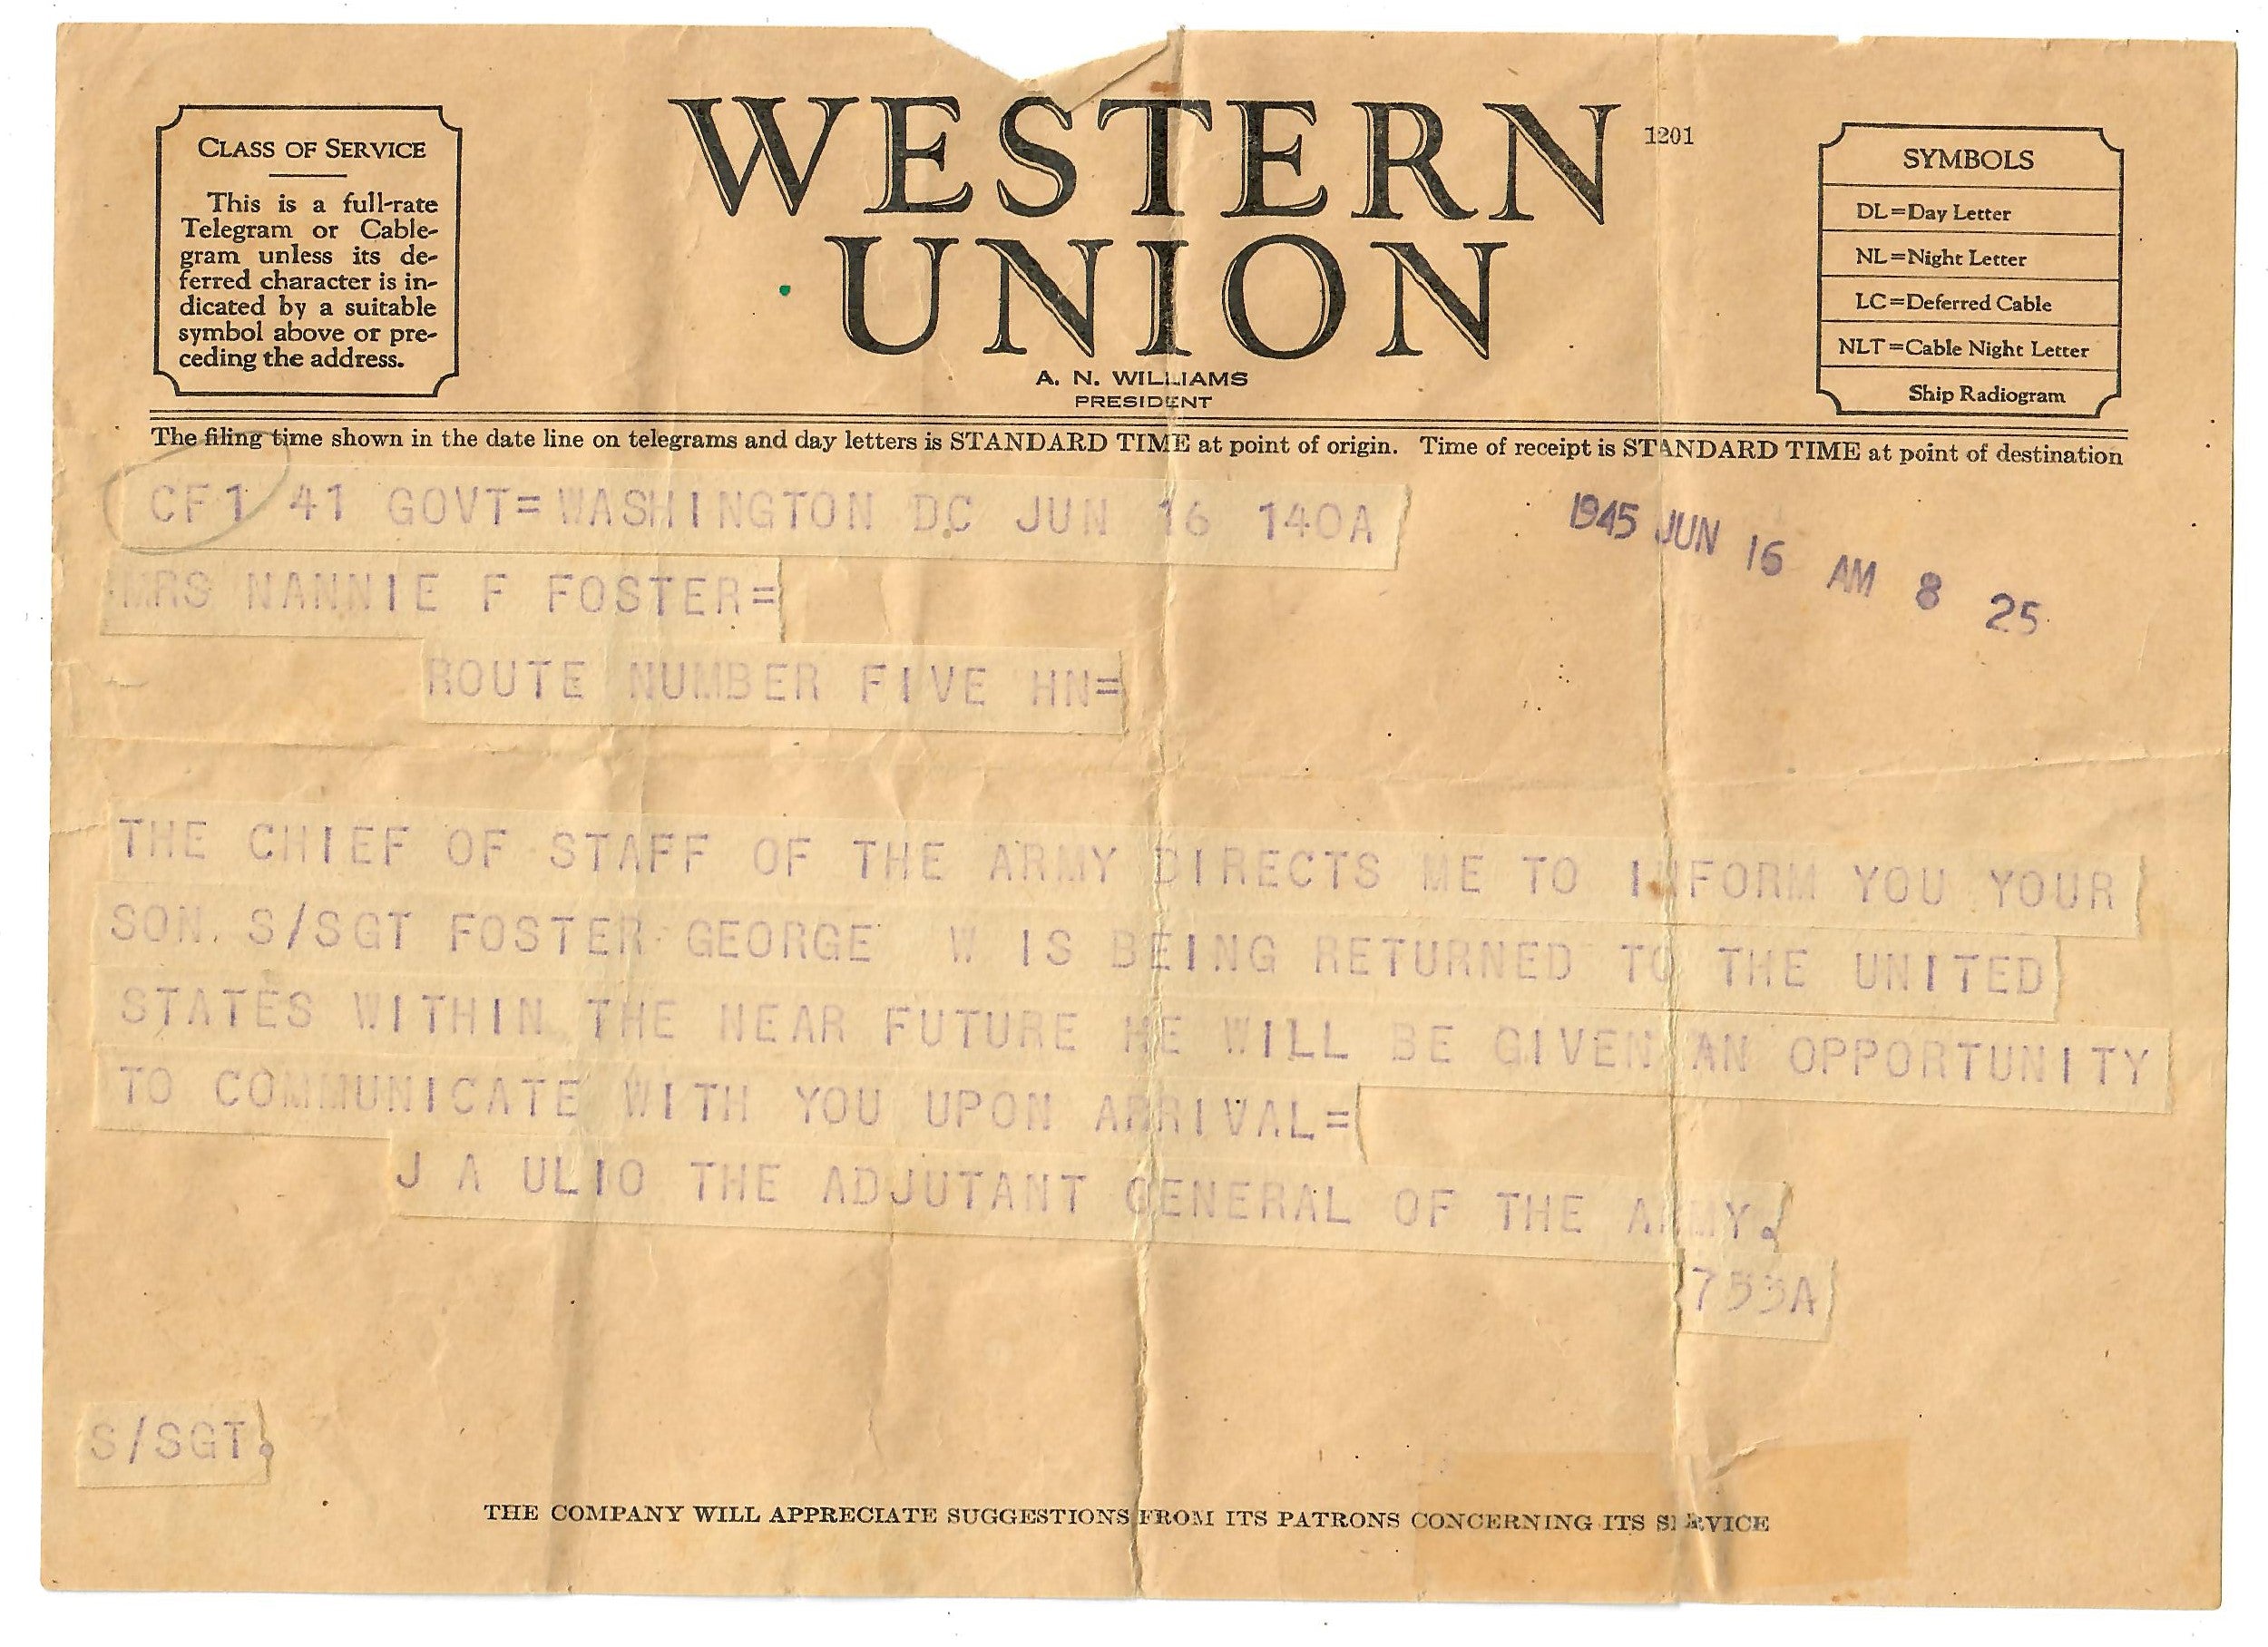 WESTERN
UNION
1201
A. N. WILLIAMS
PRESIDENT
CLASS OF SERVICE
This is a full-rate
Telegram or Cable-
gram unless its de-
ferred character is in-
dicated by a suitable
symbol above or pre-
ceding the address.
SYMBOLS
DL=Day Letter
NL=Night Letter
LC=Deferred Cable
NLT=Cable Night Letter
Ship Radiogram
The filing time shown in the date line on telegrams and day letters is STANDARD TIME at point of origin. Time of receipt is STANDARD TIME at point of destination
CF1 41 GOVT=WASHINGTON DC JUN 16 140A
1945 JUN 16 AM 8 25
MRS NANNIE F FOSTER=
ROUTE NUMBER FIVE HN=
THE CHIEF OF STAFF OF THE ARMY DIRECTS ME TO INFORM YOU YOUR
SON. S/SGT FOSTER GEORGE W IS BEING RETURNED TO THE UNITED
STATES WITHIN THE NEAR FUTURE HE WILL BE GIVEN AN OPPORTUNITY
TO COMMUNICATE WITH YOU UPON ARRIVAL=
J A ULIO THE ADJUTANT GENERAL OF THE ARMY.
753A
S/SGT.
THE COMPANY WILL APPRECIATE SUGGESTIONS FROM ITS PATRONS CONCERNING ITS SERVICE